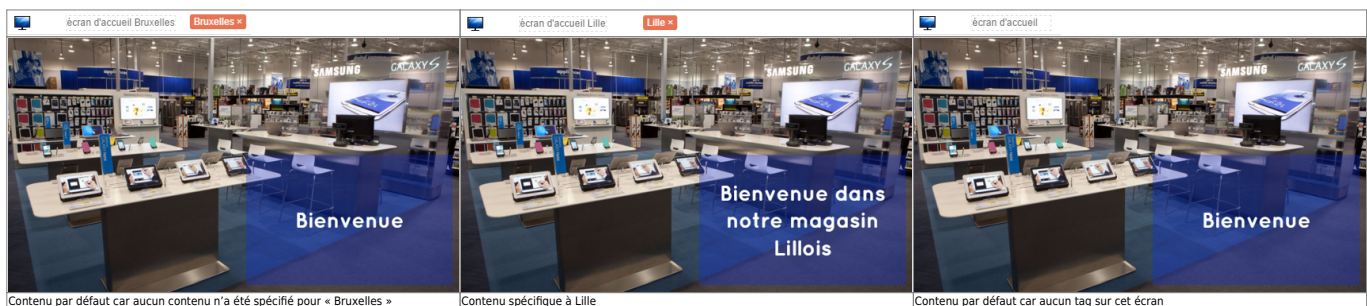 écran d'accueil Bruxelles Bruxelles ×
SAMSUNG GALAXY S
Bienvenue
Contenu par défaut car aucun contenu n'a été spécifié pour « Bruxelles »
écran d'accueil Lille Lille ×
SAMSUNG GALAXY S
Bienvenue dans
notre magasin
Lillois
Contenu spécifique à Lille
écran d'accueil
SAMSUNG GALAXY S
Bienvenue
Contenu par défaut car aucun tag sur cet écran